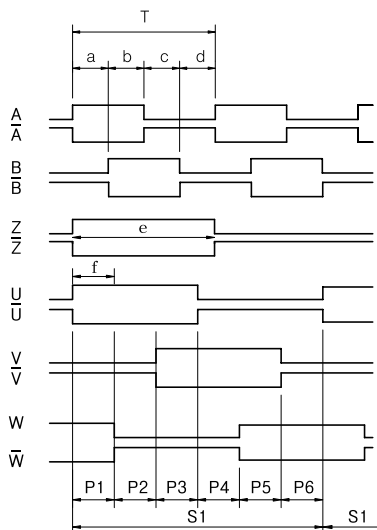 T
a b c d
A
A̅
B
B̅
Z
Z̅
e
f
U
U̅
V
V̅
W
W̅
P1 P2 P3 P4 P5 P6
S1 S1